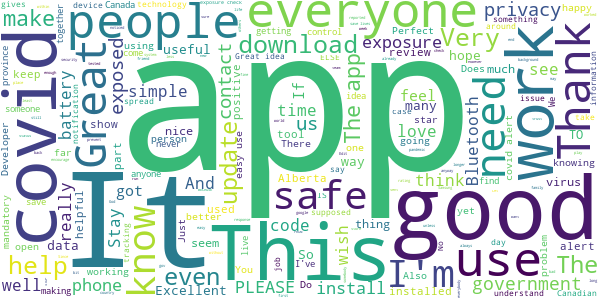 app
It
good
This
covid
work
everyone
people
Thank
Great
safe
use
need
know
I'm
download
Very
help
even
make
update
contact
government
The
The app
privacy
exposure
review
exposed
simple
battery
phone
install
installed
code
time
us
If
feel
many
star
love
think
wish
Bluetooth
see
hope
useful
really
got
And
Stay
well
data
seem
Excellent
PLEASE
Alberta
mandatory
Developer
province
virus
alert
covid alert
knowing
Canada
Canadian
technology
device
together
gives
keep
someone
show
nice
person
never
helpful
far
part
anyone
using
come
positive
spread
notification
tracking
open
save
working
making
better
used
Just
easy use
tool
There
idea
case
going
way
one
say
supposed
live
You
thing
So
I've
Do
job
Also
yet
day
find
problem
issue
TO
Does
much
Perfect
Great idea
getting
control
around
something
happy
take
information
understand
No
We
ELSE
exposure check